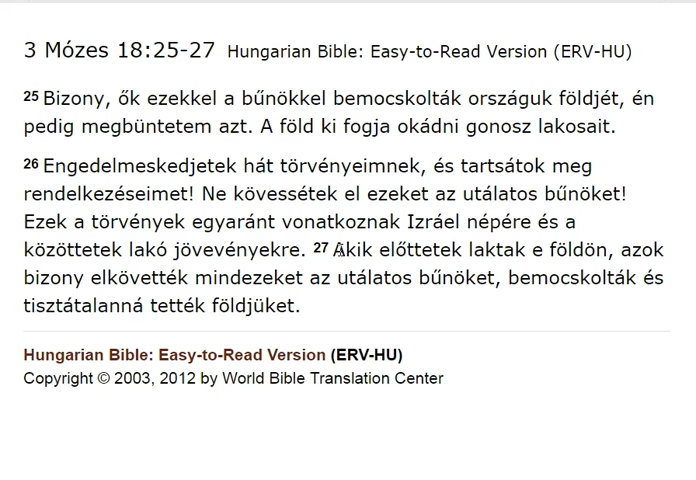 3 Mózes 18:25-27 Hungarian Bible: Easy-to-Read Version (ERV-HU)
25 Bizony, ők ezekkel a bűnökkel bemocskolták országuk földjét, én
pedig megbüntetem azt. A föld ki fogja okádni gonosz lakosait.
26 Engedelmeskedjetek hát törvényeimnek, és tartsátok meg
rendelkezéseimet! Ne kövessétek el ezeket az utálatos bűnöket!
Ezek a törvények egyaránt vonatkoznak Izráel népére és a
közöttetek lakó jövevényekre. 27 Akik előttetek laktak e földön, azok
bizony elkövették mindezeket az utálatos bűnöket, bemocskolták és
tisztátalanná tették földjüket.
Hungarian Bible: Easy-to-Read Version (ERV-HU)
Copyright © 2003, 2012 by World Bible Translation Center